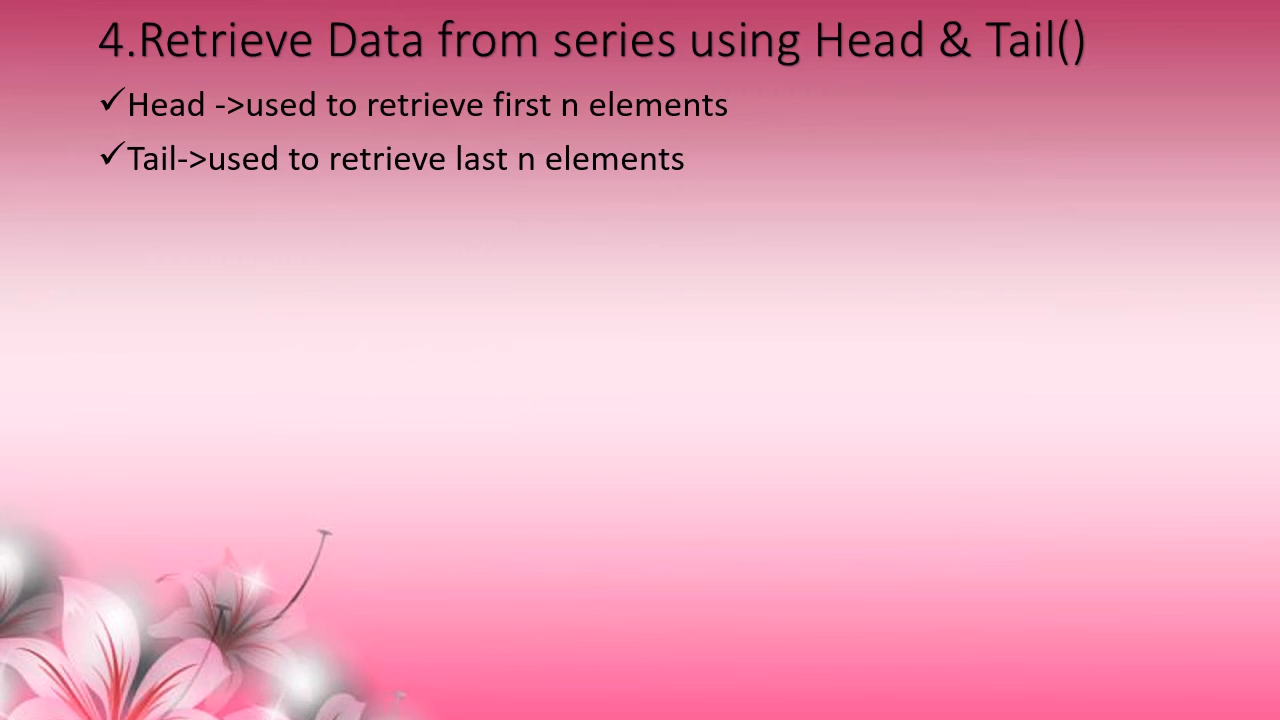 4.Retrieve Data from series using Head & Tail()
✓Head ->used to retrieve first n elements
✓Tail->used to retrieve last n elements